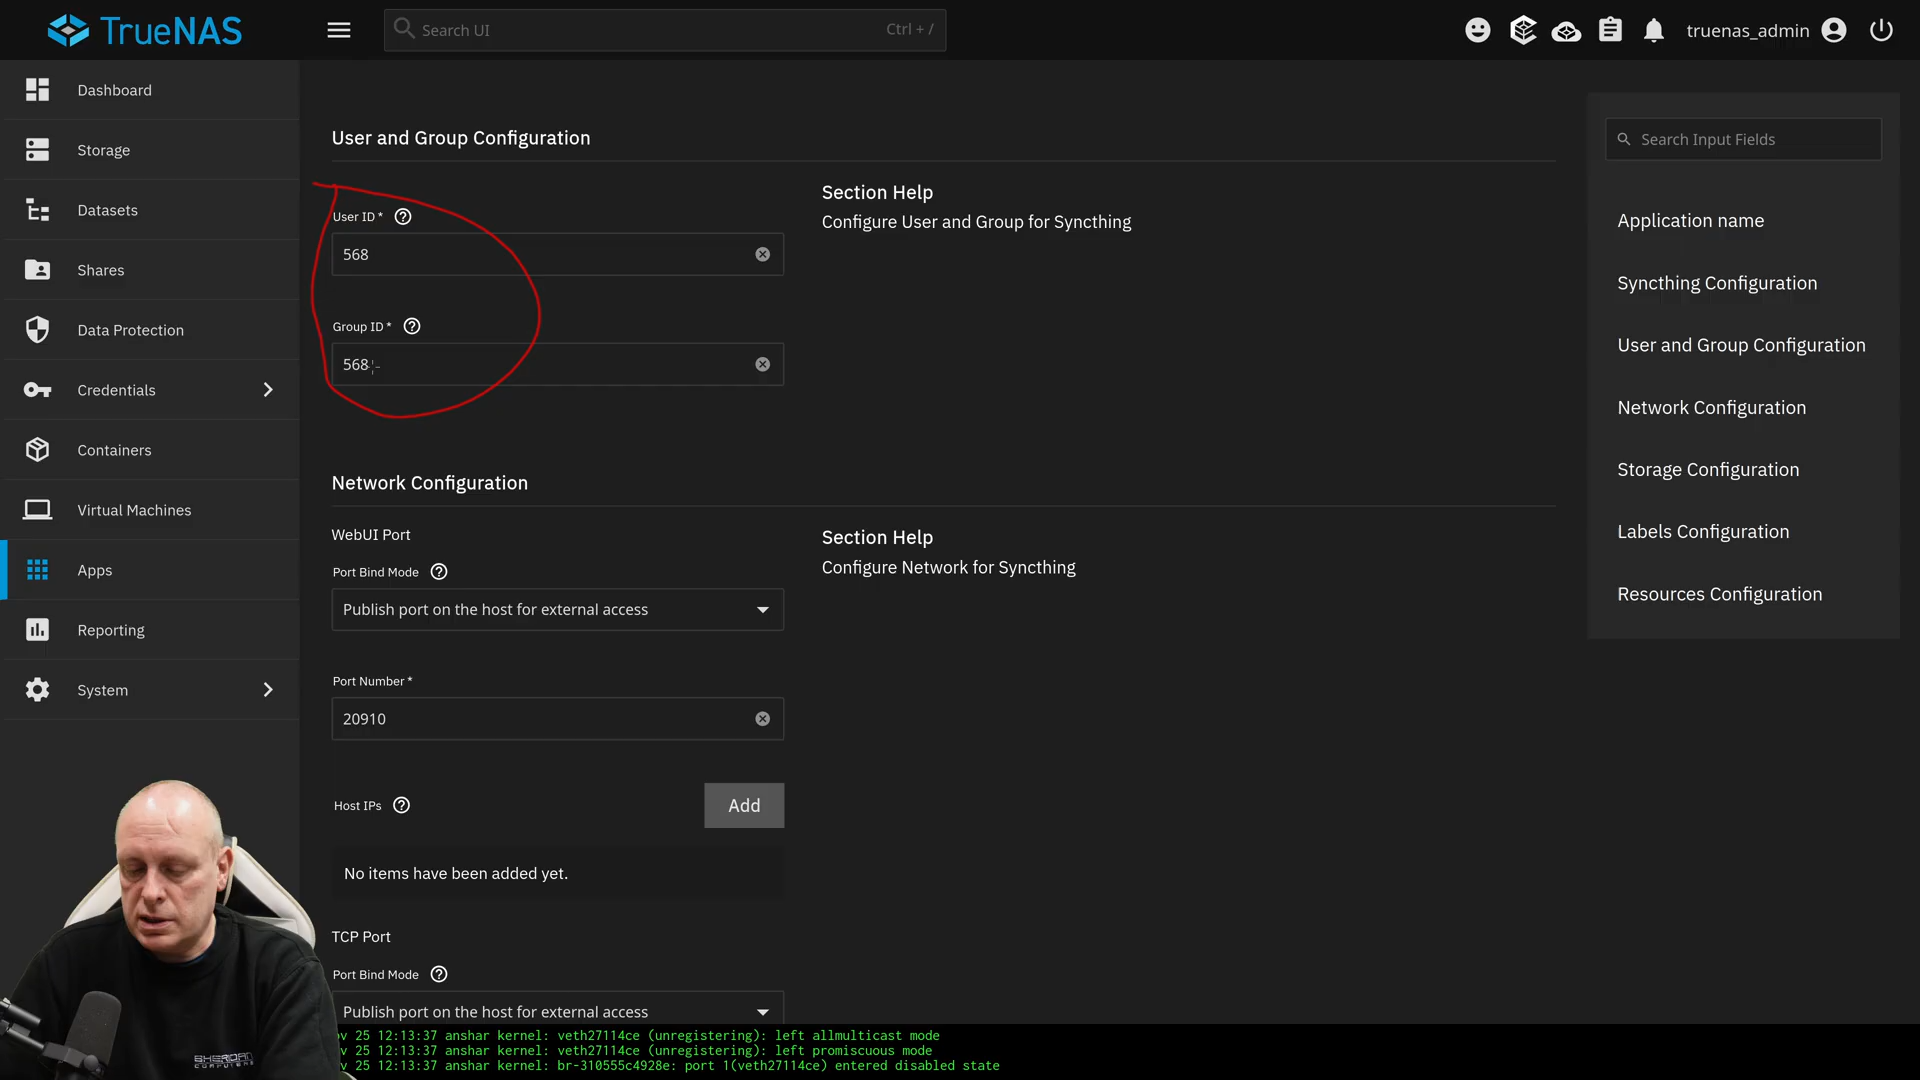 TrueNAS
Search UI
Ctrl + /
truenas_admin
Dashboard
Storage
Datasets
Shares
Data Protection
Credentials
Containers
Virtual Machines
Apps
Reporting
System
User and Group Configuration
User ID *
568
Group ID *
568
Section Help
Configure User and Group for Syncthing
Network Configuration
WebUI Port
Port Bind Mode
Publish port on the host for external access
Port Number *
20910
Host IPs
Add
No items have been added yet.
TCP Port
Port Bind Mode
Publish port on the host for external access
Section Help
Configure Network for Syncthing
Search Input Fields
Application name
Syncthing Configuration
User and Group Configuration
Network Configuration
Storage Configuration
Labels Configuration
Resources Configuration
SHERIDAN
COMPUTERS
ov 25 12:13:37 anshar kernel: veth27114ce (unregistering): left allmulticast mode
ov 25 12:13:37 anshar kernel: veth27114ce (unregistering): left promiscuous mode
ov 25 12:13:37 anshar kernel: br-310555c4928e: port 1(veth27114ce) entered disabled state